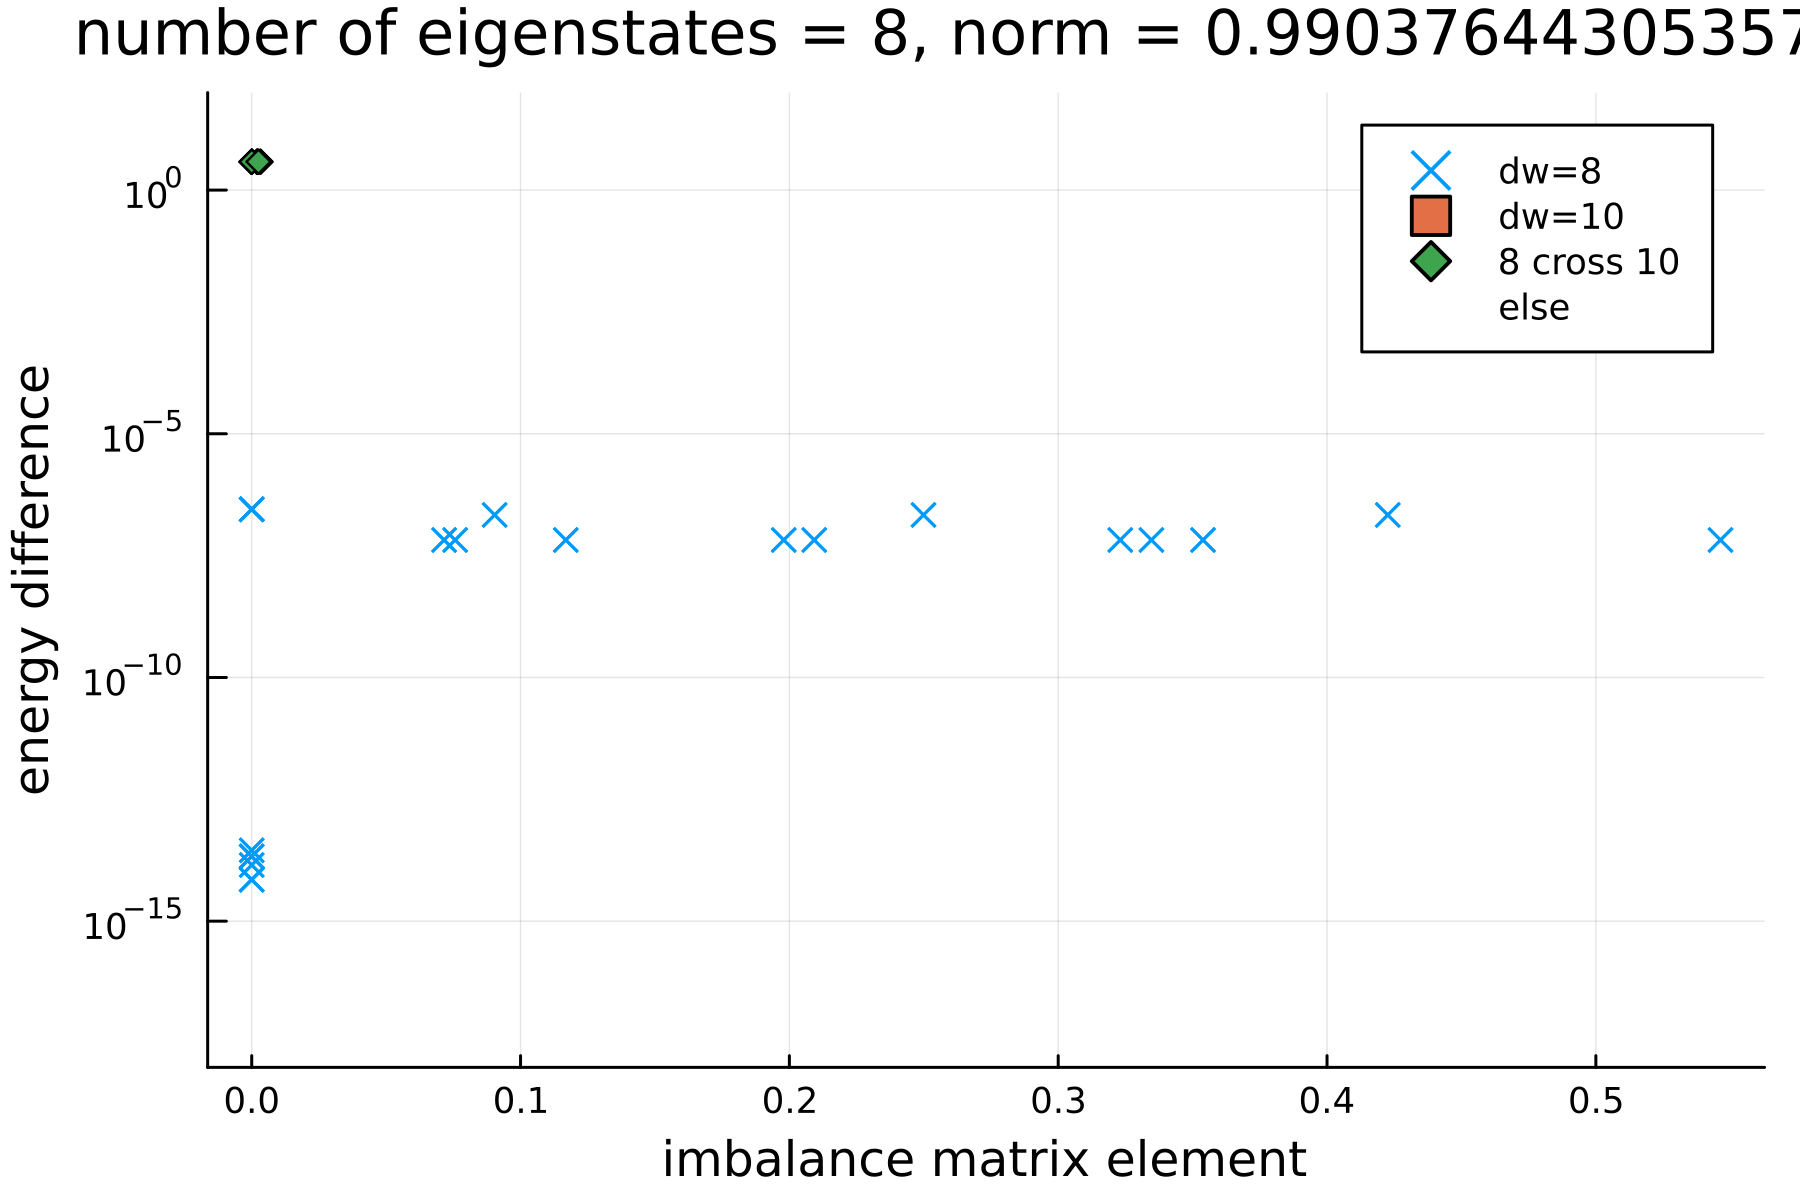 number of eigenstates = 8, norm = 0.99037644305357
dw=8
dw=10
8 cross 10
else
energy difference
10^0
10^−5
10^−10
10^−15
0.0 0.1 0.2 0.3 0.4 0.5
imbalance matrix element